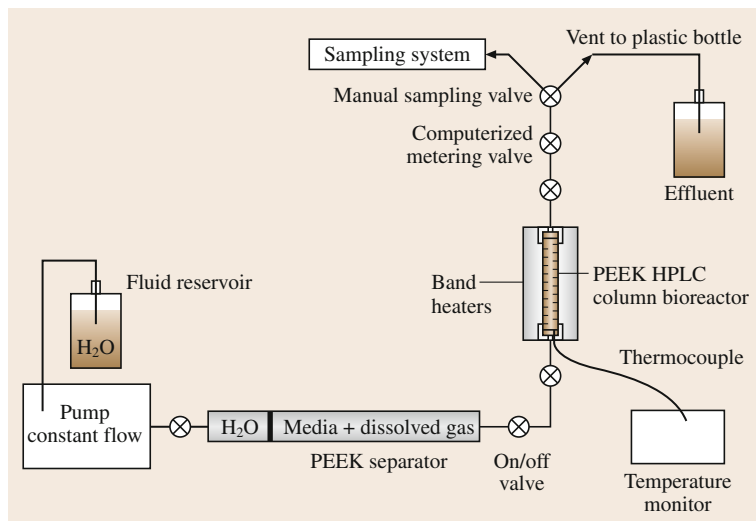 Vent to plastic bottle
Sampling system
Manual sampling valve
Computerized
metering valve
Effluent
Band
heaters
PEEK HPLC
column bioreactor
Fluid reservoir
H₂O
Thermocouple
Pump
constant flow
H₂O
Media + dissolved gas
PEEK separator
On/off
valve
Temperature
monitor